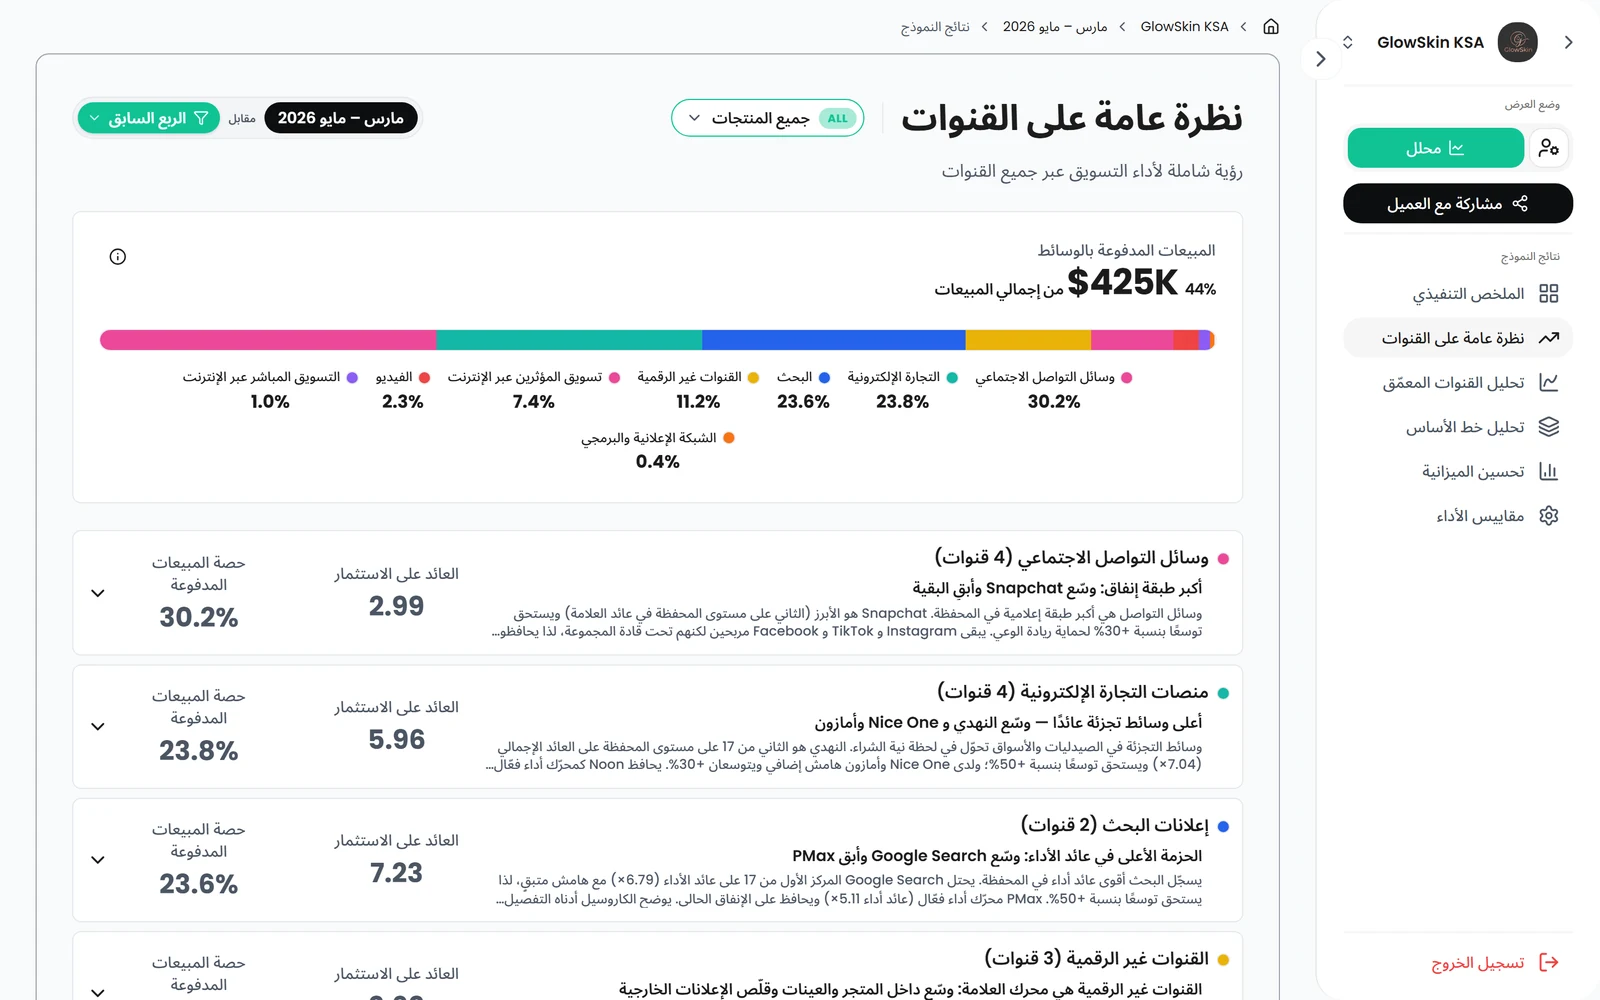 GlowSkin KSA
مارس – مايو 2026
نتائج النموذج
GlowSkin KSA
وضع العرض
محلل
مشاركة مع العميل
نتائج النموذج
الملخص التنفيذي
نظرة عامة على القنوات
تحليل القنوات المعمّق
تحليل خط الأساس
تحسين الميزانية
مقاييس الأداء
تسجيل الخروج
نظرة عامة على القنوات
ALL جميع المنتجات
مارس – مايو 2026 مقابل الربع السابق
رؤية شاملة لأداء التسويق عبر جميع القنوات
المبيعات المدفوعة بالوسائط
44% $425K من إجمالي المبيعات
وسائل التواصل الاجتماعي
30.2%
التجارة الإلكترونية
23.8%
البحث
23.6%
القنوات غير الرقمية
11.2%
تسويق المؤثرين عبر الإنترنت
7.4%
الفيديو
2.3%
التسويق المباشر عبر الإنترنت
1.0%
الشبكة الإعلانية والبرمجي
0.4%
وسائل التواصل الاجتماعي (4 قنوات)
أكبر طبقة إنفاق: وسّع Snapchat وأبقِ البقية
وسائل التواصل هي أكبر طبقة إعلامية في المحفظة. Snapchat هو الأبرز (الثاني على مستوى المحفظة في عائد العلامة) ويستحق
توسعًا بنسبة +30% لحماية ريادة الوعي. يبقى Instagram و TikTok و Facebook مربحين لكنهم تحت قادة المجموعة، لذا يحافظو...
العائد على الاستثمار
2.99
حصة المبيعات
المدفوعة
30.2%
منصات التجارة الإلكترونية (4 قنوات)
أعلى وسائط تجزئة عائدًا — وسّع النهدي و Nice One وأمازون
وسائط التجزئة في الصيدليات والأسواق تحوّل في لحظة نية الشراء. النهدي هو الثاني من 17 على مستوى المحفظة على العائد الإجمالي
(7.04×) ويستحق توسعًا بنسبة +50%؛ ولدى Nice One وأمازون هامش إضافي ويتوسعان +30%. يحافظ Noon كمحرّك أداء فعّال...
العائد على الاستثمار
5.96
حصة المبيعات
المدفوعة
23.8%
إعلانات البحث (2 قنوات)
الحزمة الأعلى في عائد الأداء: وسّع Google Search وأبقِ PMax
يسجّل البحث أقوى عائد أداء في المحفظة. يحتل Google Search المركز الأول من 17 على عائد الأداء (6.79×) مع هامش متبقٍ، لذا
يستحق توسعًا بنسبة +50%. PMax محرّك أداء فعّال (عائد أداء 5.11×) ويحافظ على الإنفاق الحالي. يوضح الكاروسيل أدناه التفصيل...
العائد على الاستثمار
7.23
حصة المبيعات
المدفوعة
23.6%
القنوات غير الرقمية (3 قنوات)
القنوات غير الرقمية هي محرك العلامة: وسّع داخل المتجر والعينات وقلّص الإعلانات الخارجية
العائد على الاستثمار
حصة المبيعات
المدفوعة